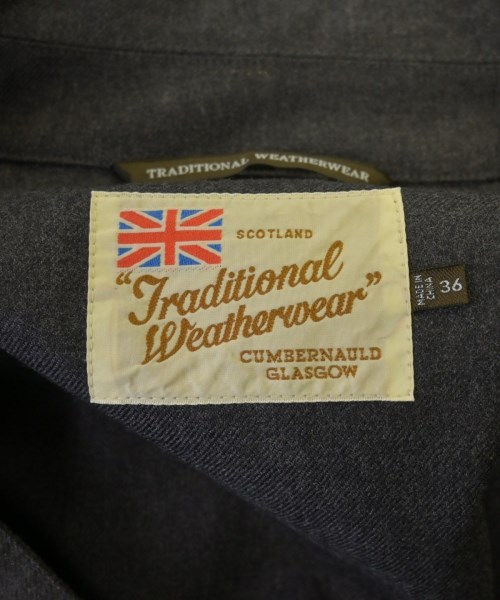 TRADITIONAL WEATHERWEAR
SCOTLAND
"Traditional
Weatherwear"
CUMBERNAULD
GLASGOW
MADE IN
CHINA
36